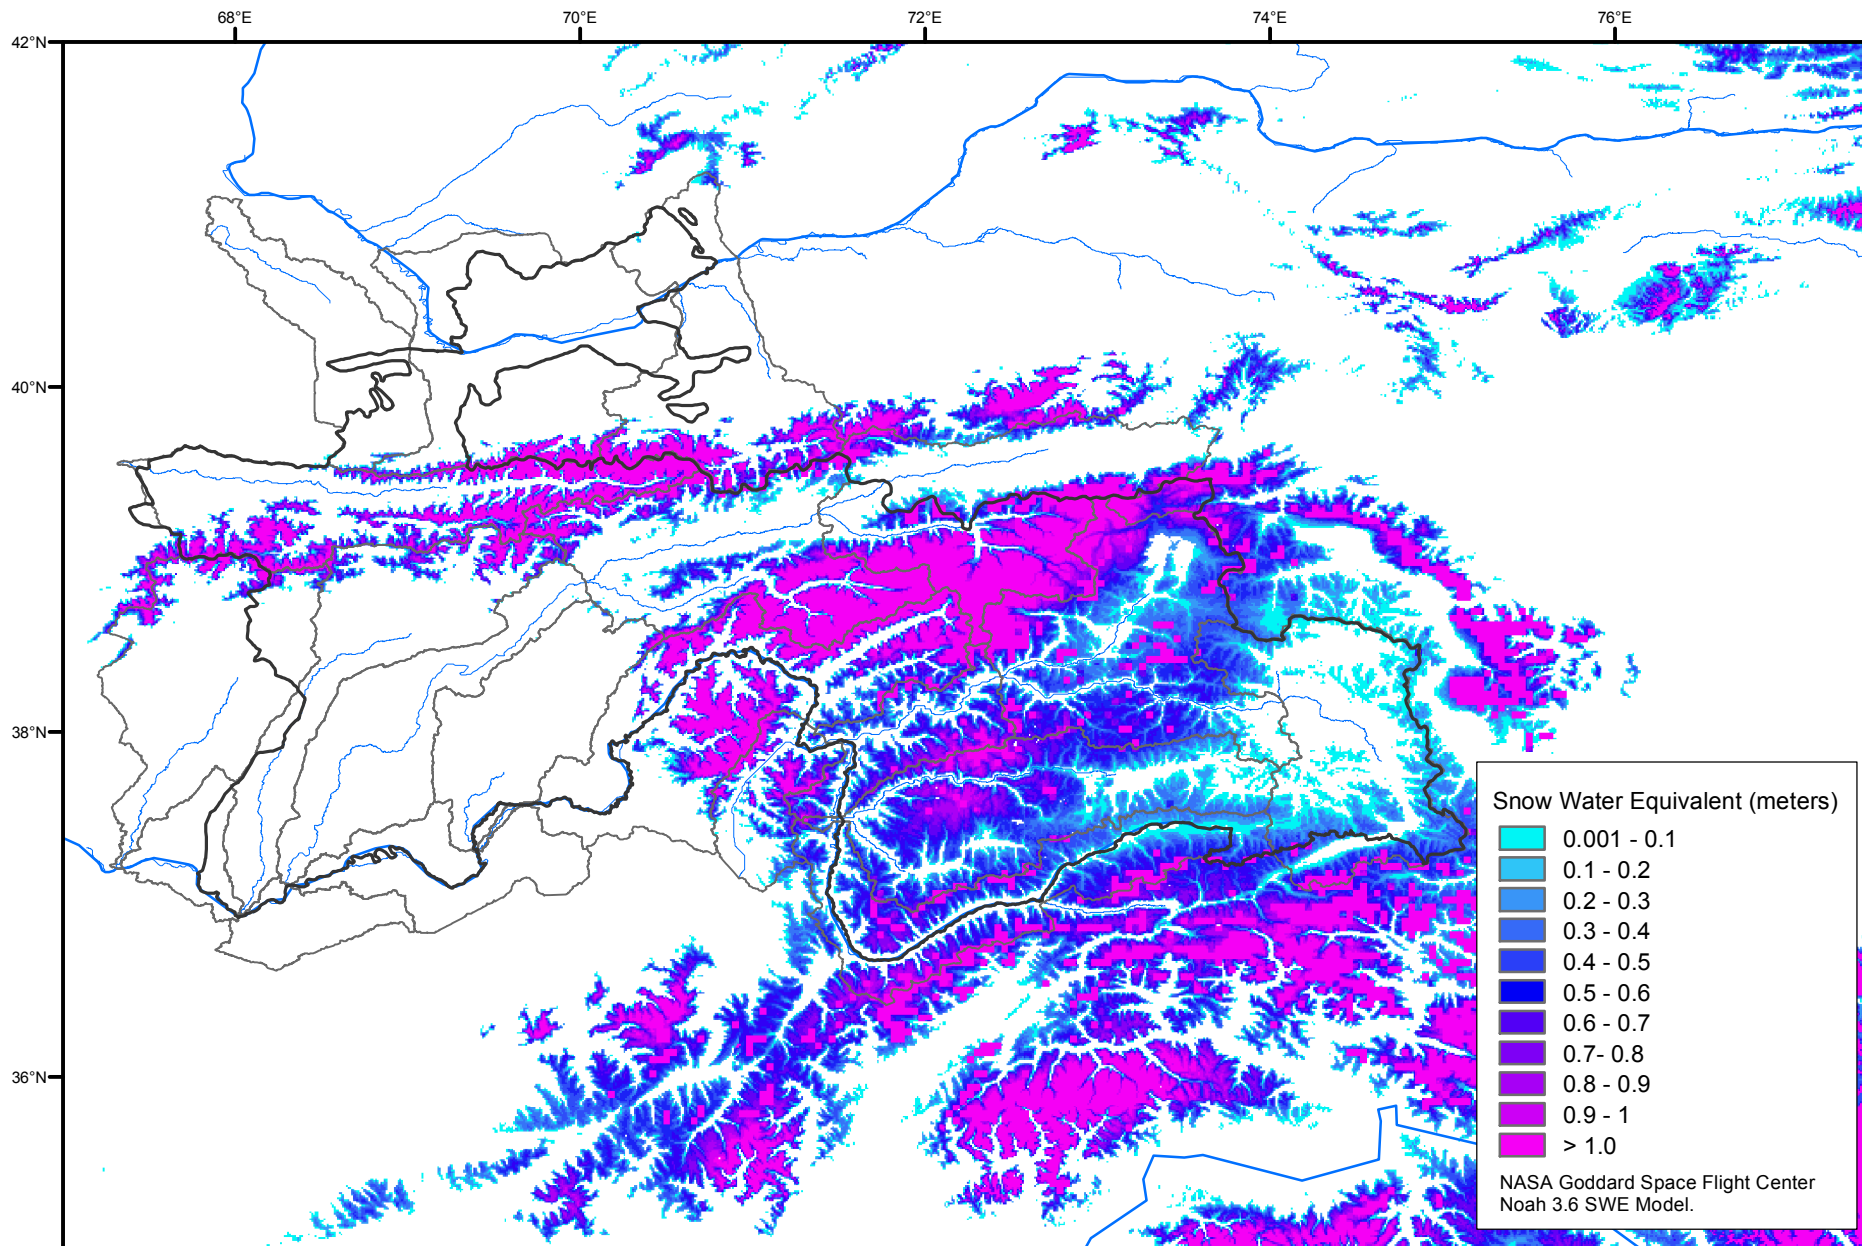 68°E
70°E
72°E
74°E
76°E
42°N
40°N
38°N
36°N
Snow Water Equivalent (meters)
0.001 - 0.1
0.1 - 0.2
0.2 - 0.3
0.3 - 0.4
0.4 - 0.5
0.5 - 0.6
0.6 - 0.7
0.7- 0.8
0.8 - 0.9
0.9 - 1
> 1.0
NASA Goddard Space Flight Center
Noah 3.6 SWE Model.